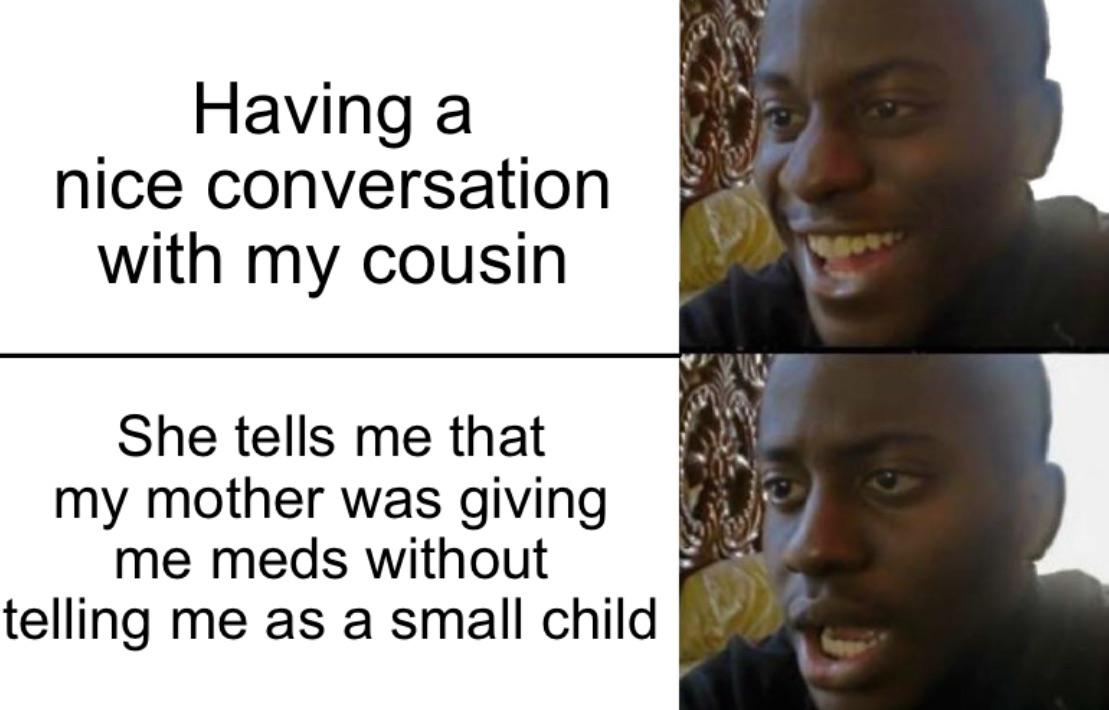 Having a
nice conversation
with my cousin
She tells me that
my mother was giving
me meds without
telling me as a small child